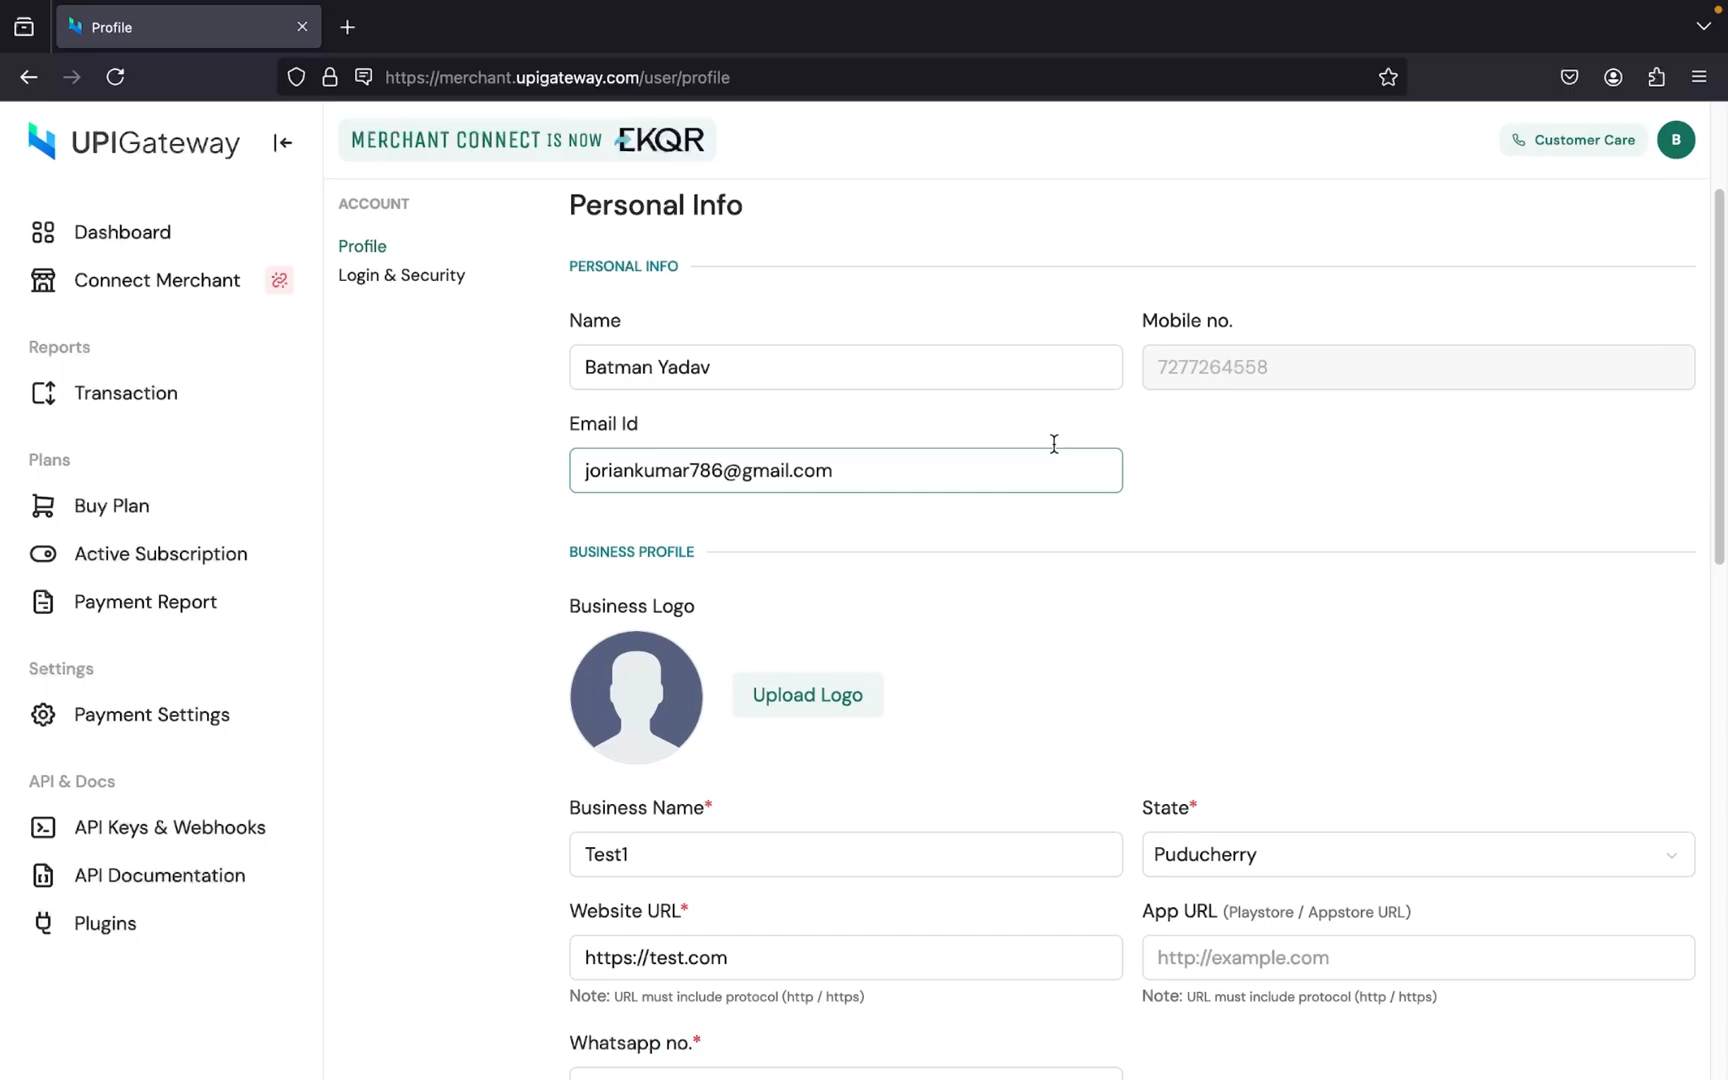 Profile
https://merchant.upigateway.com/user/profile
UPIGateway
MERCHANT CONNECT IS NOW EKQR
Customer Care
B
Dashboard
Connect Merchant
Reports
Transaction
Plans
Buy Plan
Active Subscription
Payment Report
Settings
Payment Settings
API & Docs
API Keys & Webhooks
API Documentation
Plugins
ACCOUNT
Profile
Login & Security
Personal Info
PERSONAL INFO
Name
Mobile no.
Batman Yadav
7277264558
Email Id
joriankumar786@gmail.com
BUSINESS PROFILE
Business Logo
Upload Logo
Business Name*
State*
Test1
Puducherry
Website URL*
App URL (Playstore / Appstore URL)
https://test.com
http://example.com
Note: URL must include protocol (http / https)
Note: URL must include protocol (http / https)
Whatsapp no.*